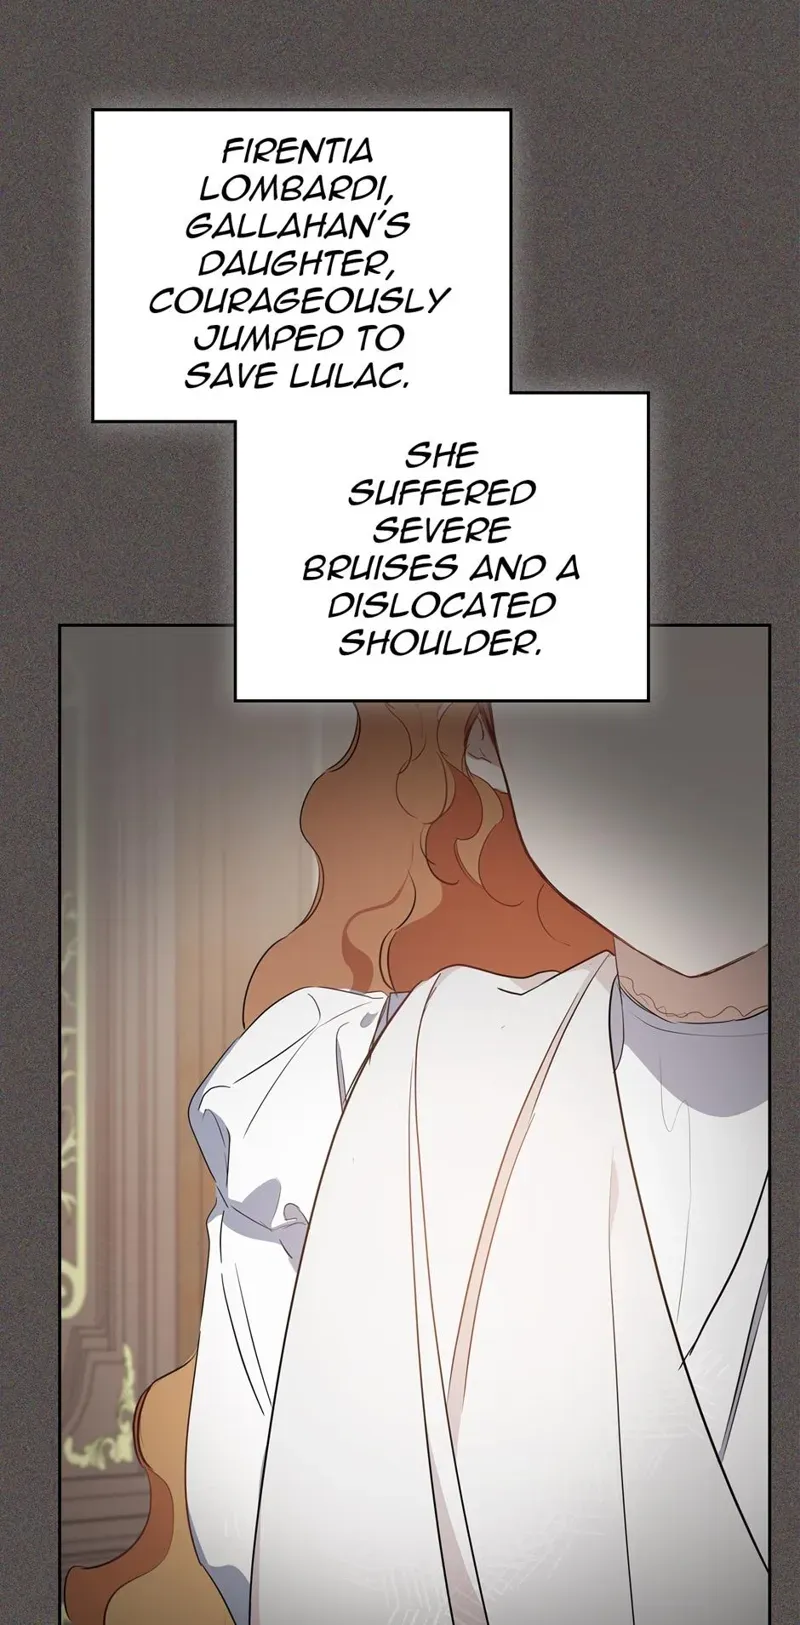 FIRENTIA
LOMBARDI,
GALLAHAN'S
DAUGHTER,
COURAGEOUSLY
JUMPED TO
SAVE LULAC.
SHE
SUFFERED
SEVERE
BRUISES AND A
DISLOCATED
SHOULDER.